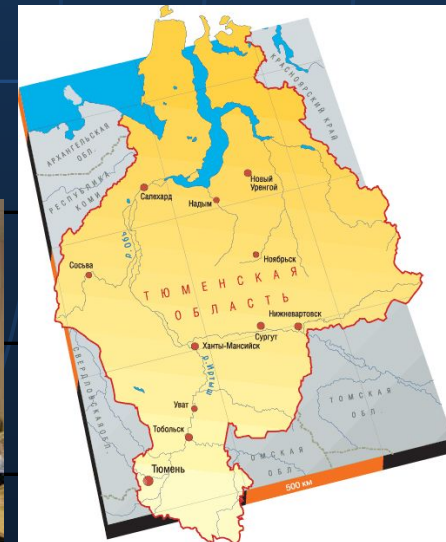 АРХАНГЕЛЬСКАЯ
ОБЛ.
КРАСНОЯРСКИЙ КРАЙ
РЕСПУБЛИКА
КОМИ
Салехард
Новый
Уренгой
Надым
р.Обь
Сосьва
Ноябрьск
ТЮМЕНСКАЯ
ОБЛАСТЬ
Нижневартовск
Сургут
Ханты-Мансийск
р.Иртыш
СВЕРДЛОВСКАЯ ОБЛ.
Уват
Тобольск
ТОМСКАЯ
ОБЛ.
Тюмень
ОМСКАЯ
ОБЛ.
500 км